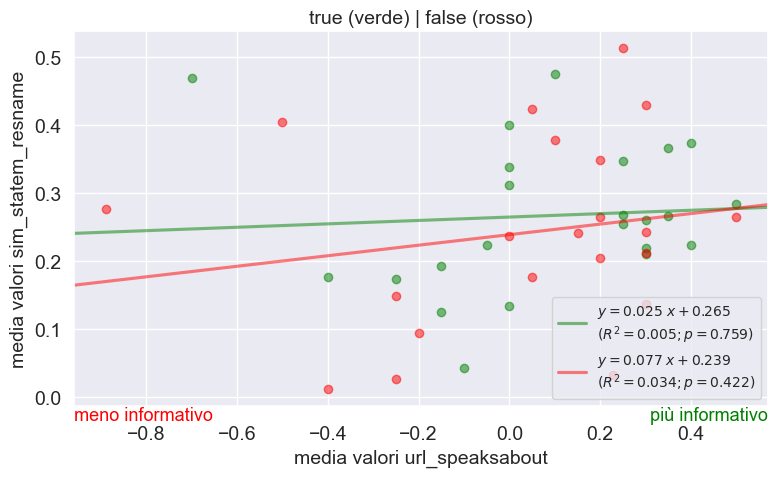 true (verde) | false (rosso)
media valori sim_statem_resname
0.5
0.4
0.3
0.2
0.1
0.0
y = 0.025 x + 0.265
(R² = 0.005; p = 0.759)
y = 0.077 x + 0.239
(R² = 0.034; p = 0.422)
meno informativo
più informativo
−0.8 −0.6 −0.4 −0.2 0.0 0.2 0.4
media valori url_speaksabout